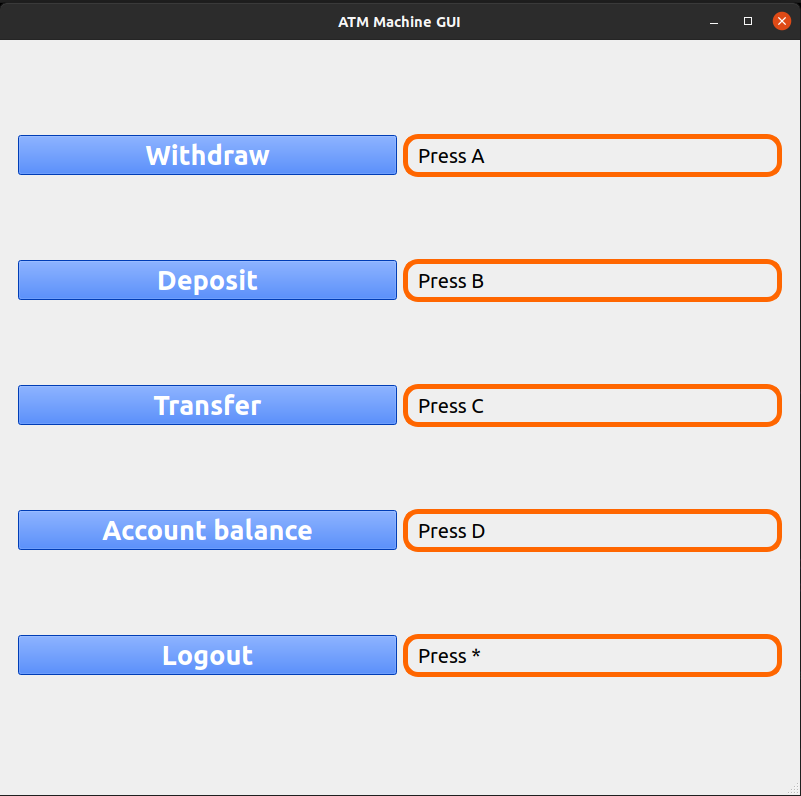 ATM Machine GUI
Withdraw
Press A
Deposit
Press B
Transfer
Press C
Account balance
Press D
Logout
Press *